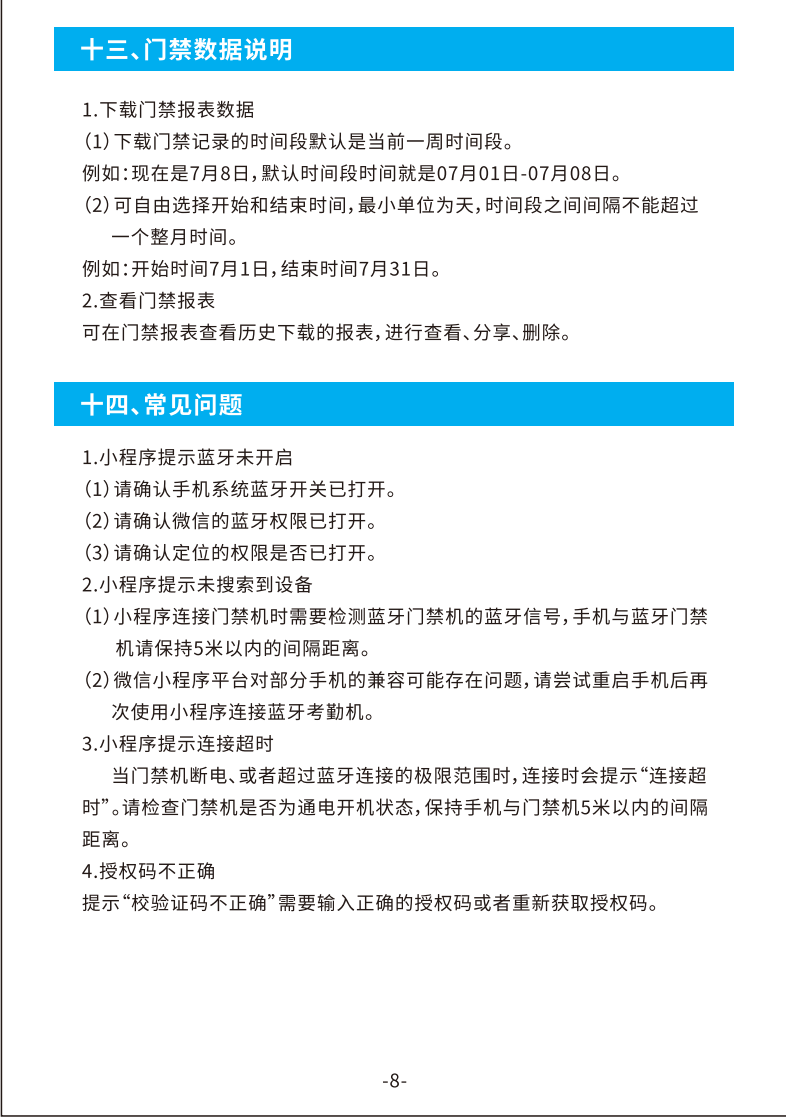 十三、门禁数据说明
1.下载门禁报表数据
（1）下载门禁记录的时间段默认是当前一周时间段。
例如：现在是7月8日，默认时间段时间就是07月01日-07月08日。
（2）可自由选择开始和结束时间，最小单位为天，时间段之间间隔不能超过
一个整月时间。
例如：开始时间7月1日，结束时间7月31日。
2.查看门禁报表
可在门禁报表查看历史下载的报表，进行查看、分享、删除。
十四、常见问题
1.小程序提示蓝牙未开启
（1）请确认手机系统蓝牙开关已打开。
（2）请确认微信的蓝牙权限已打开。
（3）请确认定位的权限是否已打开。
2.小程序提示未搜索到设备
（1）小程序连接门禁机时需要检测蓝牙门禁机的蓝牙信号，手机与蓝牙门禁
机请保持5米以内的间隔距离。
（2）微信小程序平台对部分手机的兼容可能存在问题，请尝试重启手机后再
次使用小程序连接蓝牙考勤机。
3.小程序提示连接超时
当门禁机断电、或者超过蓝牙连接的极限范围时，连接时会提示“连接超
时”。请检查门禁机是否为通电开机状态，保持手机与门禁机5米以内的间隔
距离。
4.授权码不正确
提示“校验证码不正确”需要输入正确的授权码或者重新获取授权码。
-8-